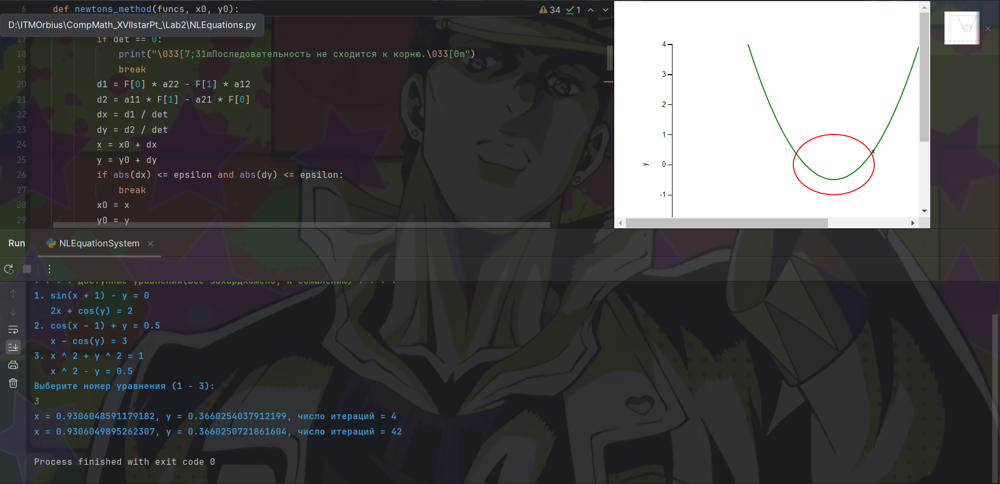 6 def newtons_method(funcs, x0, y0):
34 1
D:\ITMOrbius\CompMath_XVIIstarPt_\Lab2\NLEquations.py
17 if det == 0:
18 print("\033[7;31mПоследовательность не сходится к корню.\033[0m")
19 break
20 d1 = F[0] * a22 - F[1] * a12
21 d2 = a11 * F[1] - a21 * F[0]
22 dx = d1 / det
23 dy = d2 / det
24 x = x0 + dx
25 y = y0 + dy
26 if abs(dx) <= epsilon and abs(dy) <= epsilon:
27 break
28 x0 = x
29 y0 = y
4
3
2
1
0
-1
y
x
Run NLEquationSystem
доступные уравнения(все захардкожено, к сожалению)
1. sin(x + 1) - y = 0
2x + cos(y) = 2
2. cos(x - 1) + y = 0.5
x - cos(y) = 3
3. x ^ 2 + y ^ 2 = 1
x ^ 2 - y = 0.5
Выберите номер уравнения (1 - 3):
3
x = 0.9306048591179182, y = 0.3660254037912199, число итераций = 4
x = 0.9306049895262307, y = 0.3660250721861604, число итераций = 42
Process finished with exit code 0